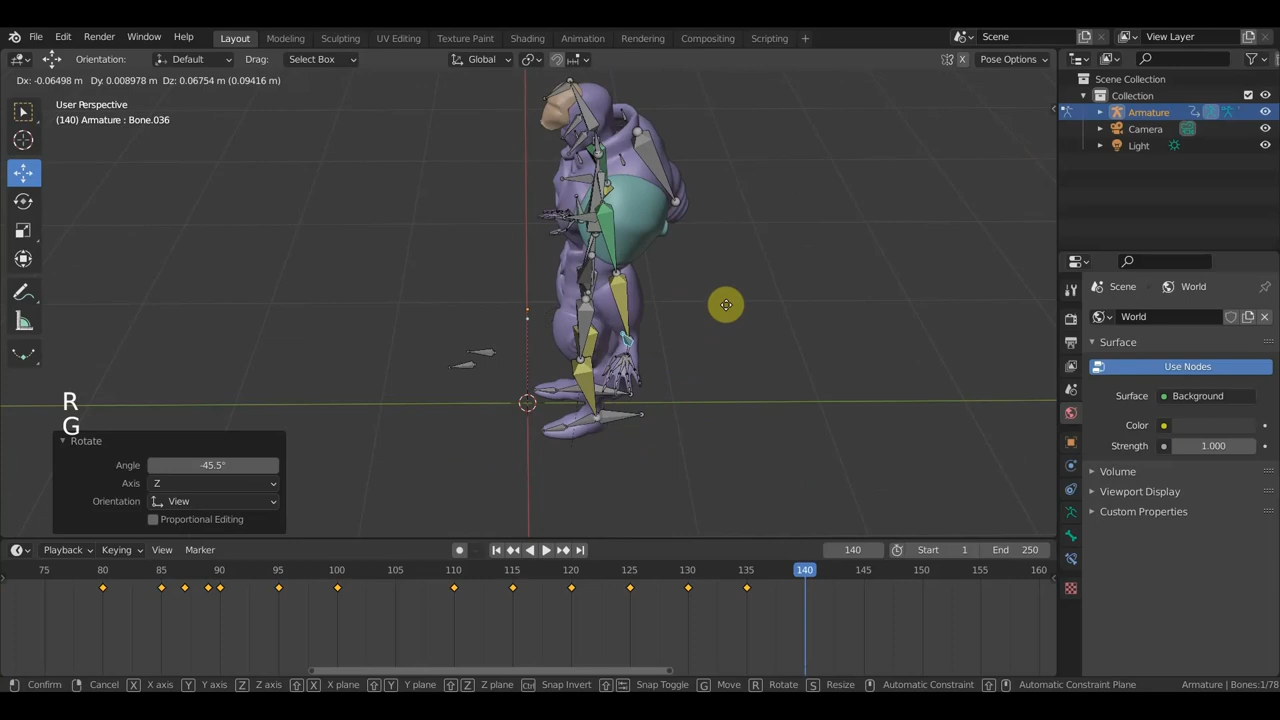 File Edit Render Window Help Layout Modeling Sculpting UV Editing Texture Paint Shading Animation Rendering Compositing Scripting + Scene View Layer
Orientation: Default Drag: Select Box Global X Pose Options
Dx: -0.06498 m Dy: 0.008978 m Dz: 0.06754 m (0.09416 m)
User Perspective
(140) Armature : Bone.036
Scene Collection
Collection
Armature
Camera
Light
Scene World
World
Surface
Use Nodes
Surface Background
Color
Strength 1.000
Volume
Viewport Display
Custom Properties
R
G
Rotate
Angle -45.5°
Axis Z
Orientation View
Proportional Editing
Playback Keying View Marker 140 Start 1 End 250
75 80 85 90 95 100 105 110 115 120 125 130 135 140 145 150 155 160
Confirm Cancel X X axis Y Y axis Z Z axis X X plane Y Y plane Z Z plane Ctrl Snap Invert Snap Toggle G Move R Rotate S Resize Automatic Constraint Automatic Constraint Plane Armature | Bones:1/78